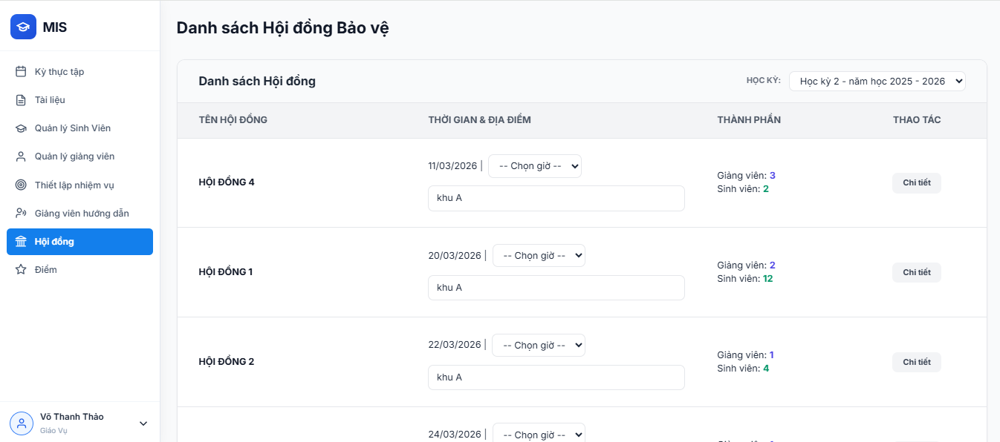 MIS
Kỳ thực tập
Tài liệu
Quản lý Sinh Viên
Quản lý giảng viên
Thiết lập nhiệm vụ
Giảng viên hướng dẫn
Hội đồng
Điểm
Võ Thanh Thảo
Giáo Vụ
Danh sách Hội đồng Bảo vệ
Danh sách Hội đồng
HỌC KỲ: Học kỳ 2 - năm học 2025 - 2026
TÊN HỘI ĐỒNG THỜI GIAN & ĐỊA ĐIỂM THÀNH PHẦN THAO TÁC
HỘI ĐỒNG 4
11/03/2026 | -- Chọn giờ --
khu A
Giảng viên: 3
Sinh viên: 2
Chi tiết
HỘI ĐỒNG 1
20/03/2026 | -- Chọn giờ --
khu A
Giảng viên: 2
Sinh viên: 12
Chi tiết
HỘI ĐỒNG 2
22/03/2026 | -- Chọn giờ --
khu A
Giảng viên: 1
Sinh viên: 4
Chi tiết
24/03/2026 | -- Chọn giờ --